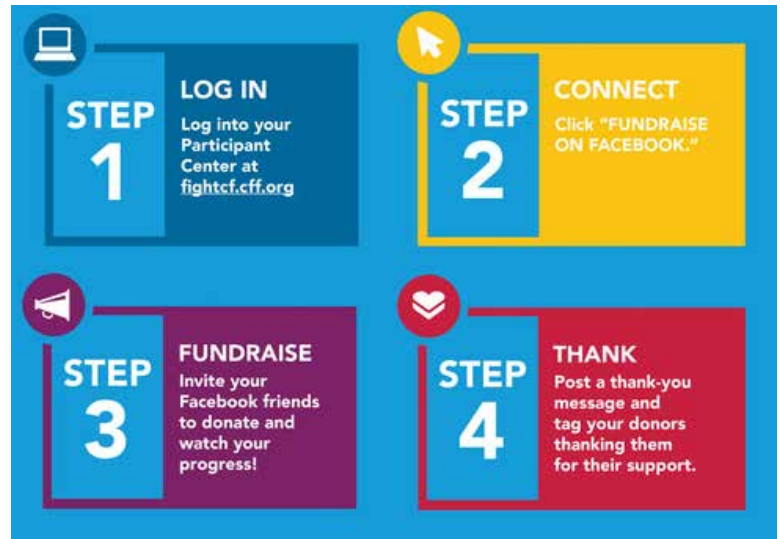 STEP
1
LOG IN
Log into your
Participant
Center at
fightcf.cff.org
STEP
2
CONNECT
Click "FUNDRAISE
ON FACEBOOK."
STEP
3
FUNDRAISE
Invite your
Facebook friends
to donate and
watch your
progress!
STEP
4
THANK
Post a thank-you
message and
tag your donors
thanking them
for their support.